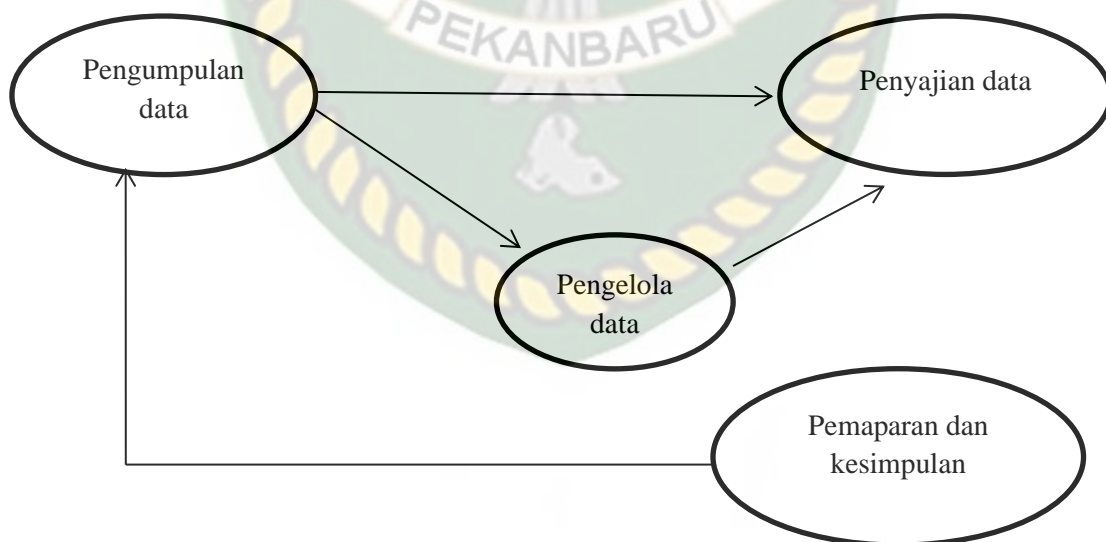 PEKANBARU
Pengumpulan
data
Penyajian data
Pengelola
data
Pemaparan dan
kesimpulan